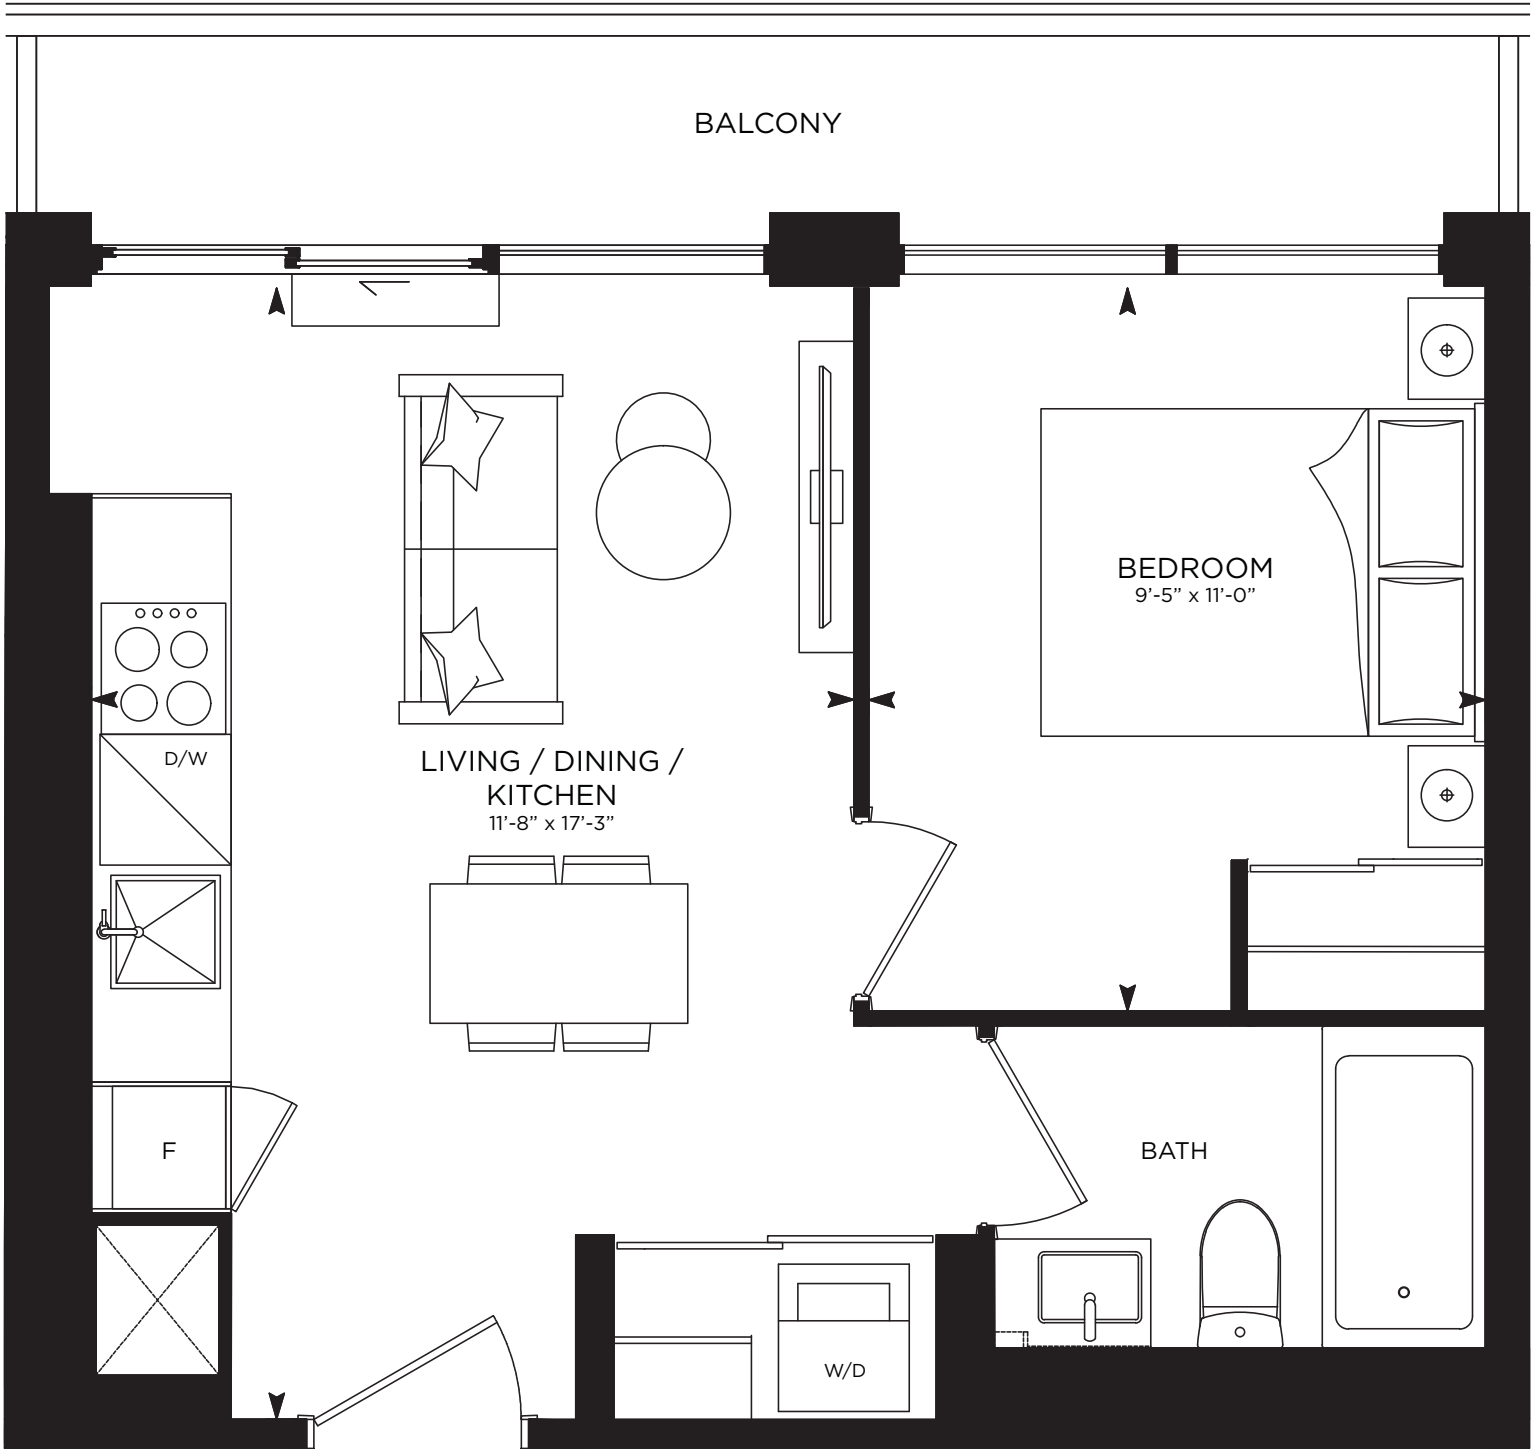 BALCONY
BEDROOM
9’-5” x 11’-0”
D/W
LIVING / DINING /
KITCHEN
11’-8” x 17’-3”
F
BATH
W/D